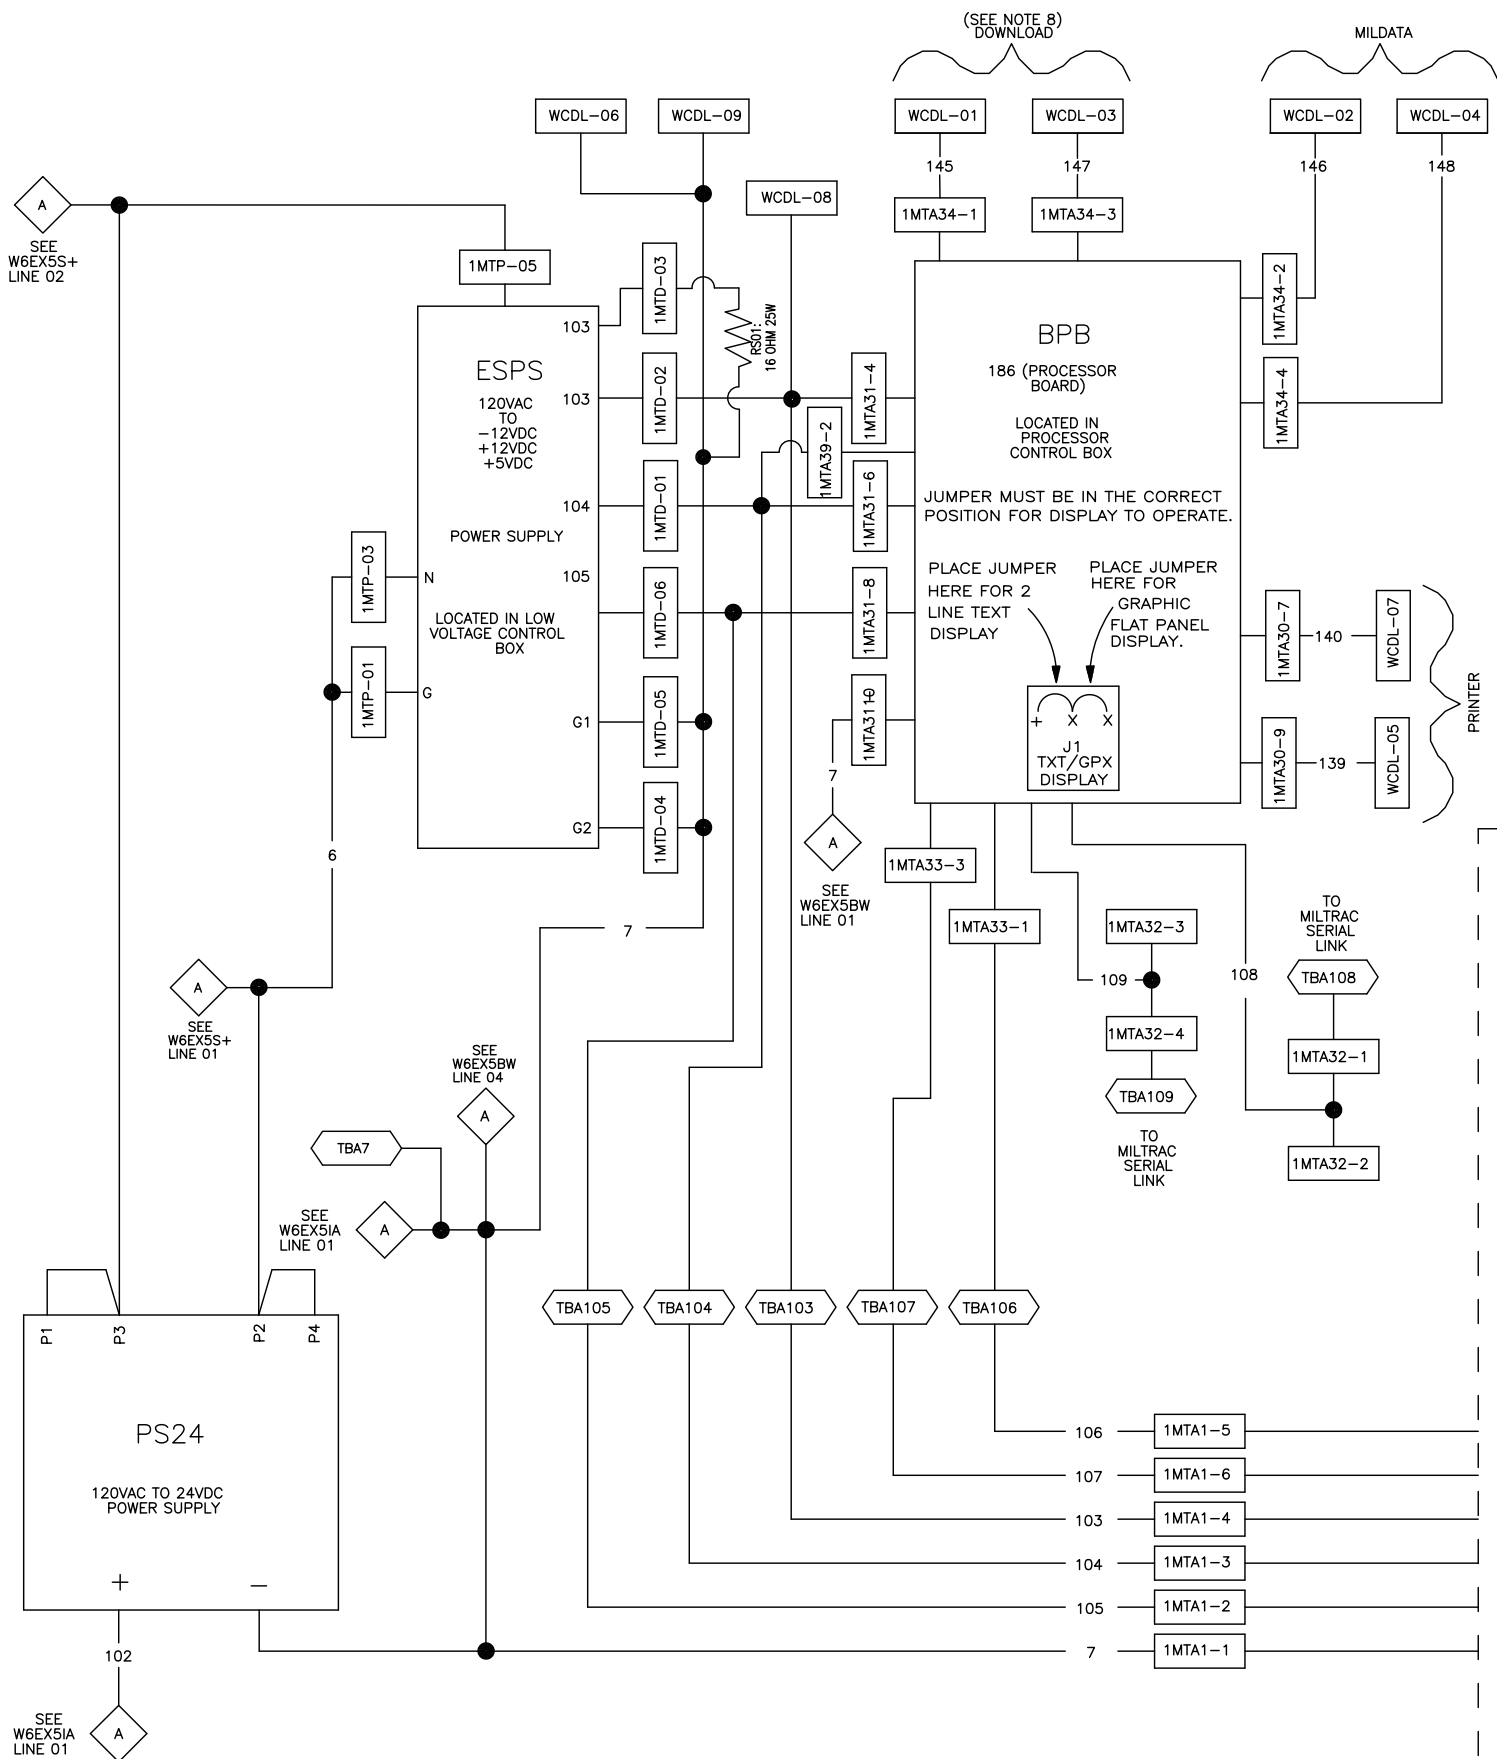 (SEE NOTE 8)
DOWNLOAD
MILDATA
WCDL-06
WCDL-09
WCDL-01
WCDL-03
WCDL-02
WCDL-04
145
147
146
148
A
SEE
W6EX5S+
LINE 02
WCDL-08
1MTA34-1
1MTA34-3
1MTP-05
1MTD-03
1MTA34-2
103
RS01:
16 OHM 25W
ESPS
120VAC
TO
-12VDC
+12VDC
+5VDC
103
1MTD-02
1MTA31-4
1MTA39-2
BPB
186 (PROCESSOR
BOARD)
LOCATED IN
PROCESSOR
CONTROL BOX
1MTA34-4
104
1MTD-01
1MTA31-6
JUMPER MUST BE IN THE CORRECT
POSITION FOR DISPLAY TO OPERATE.
POWER SUPPLY
1MTP-03
N
105
1MTD-06
1MTA31-8
PLACE JUMPER
HERE FOR 2
LINE TEXT
DISPLAY
PLACE JUMPER
HERE FOR
GRAPHIC
FLAT PANEL
DISPLAY.
1MTA30-7
140
WCDL-07
LOCATED IN LOW
VOLTAGE CONTROL
BOX
1MTP-01
G
G1
1MTD-05
1MTA3110
+ X X
J1
TXT/GPX
DISPLAY
1MTA30-9
139
WCDL-05
PRINTER
7
G2
1MTD-04
A
SEE
W6EX5BW
LINE 01
6
1MTA33-3
7
1MTA33-1
1MTA32-3
TO
MILTRAC
SERIAL
LINK
109
108
TBA108
A
SEE
W6EX5S+
LINE 01
1MTA32-4
1MTA32-1
SEE
W6EX5BW
LINE 04
A
TBA109
TBA7
TO
MILTRAC
SERIAL
LINK
1MTA32-2
SEE
W6EX5IA
LINE 01
A
TBA105
TBA104
TBA103
TBA107
TBA106
P1
P3
P2
P4
PS24
120VAC TO 24VDC
POWER SUPPLY
+
-
106
1MTA1-5
107
1MTA1-6
103
1MTA1-4
104
1MTA1-3
105
1MTA1-2
7
1MTA1-1
102
SEE
W6EX5IA
LINE 01
A